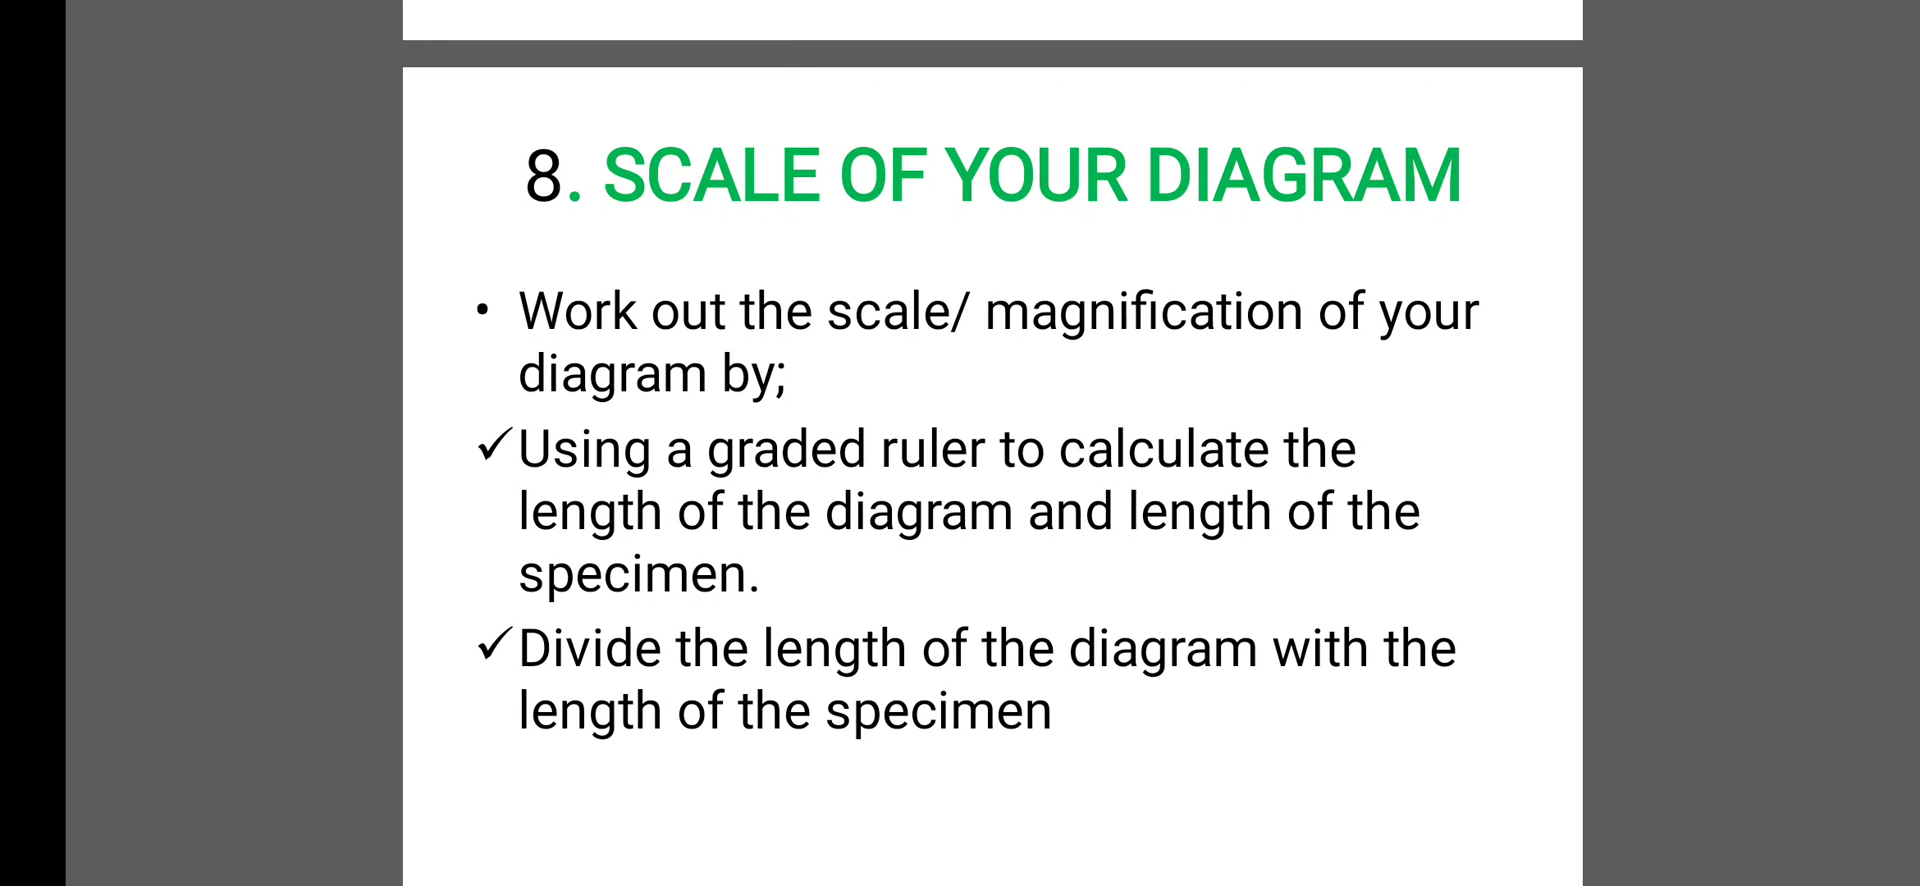 8. SCALE OF YOUR DIAGRAM
• Work out the scale/ magnification of your
diagram by;
✓Using a graded ruler to calculate the
length of the diagram and length of the
specimen.
✓Divide the length of the diagram with the
length of the specimen